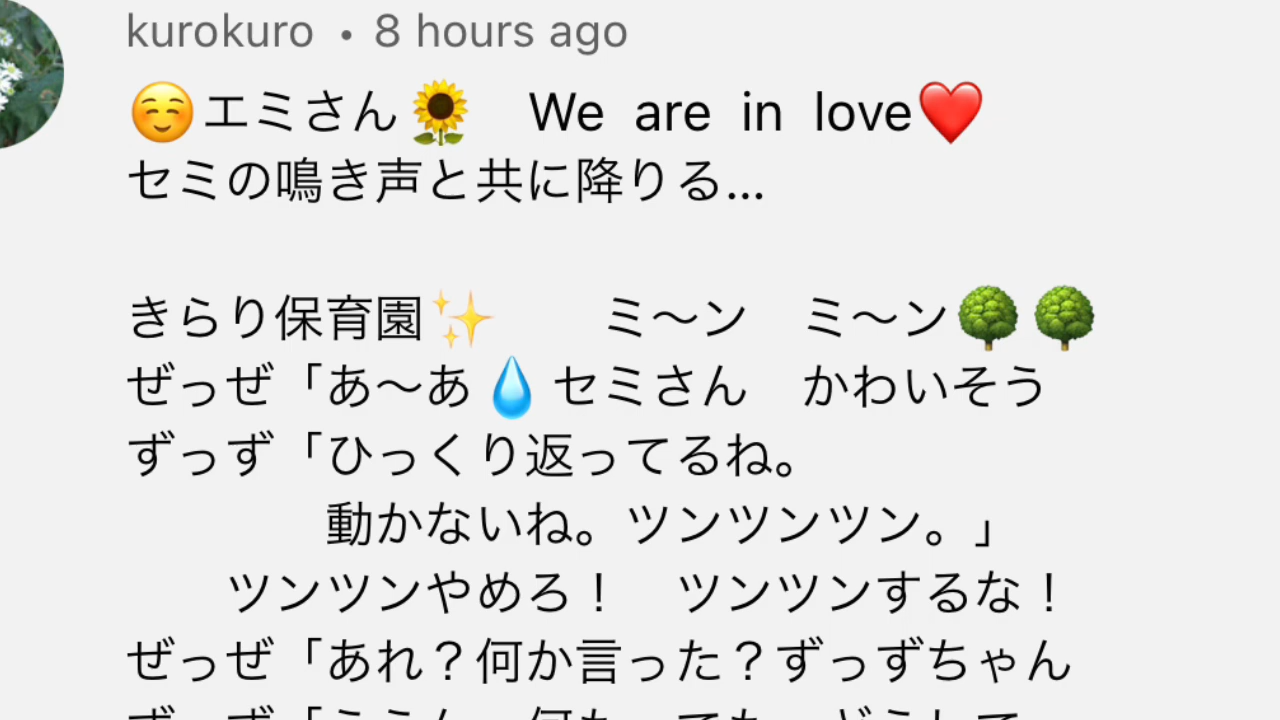 kurokuro • 8 hours ago
☺️エミさん🌻　We are in love❤️
セミの鳴き声と共に降りる...
きらり保育園✨　　ミ〜ン　ミ〜ン🌳🌳
ぜっぜ「あ〜あ💧セミさん　かわいそう
ずっず「ひっくり返ってるね。
動かないね。ツンツンツン。」
ツンツンやめろ！　ツンツンするな！
ぜっぜ「あれ？何か言った？ずっずちゃん